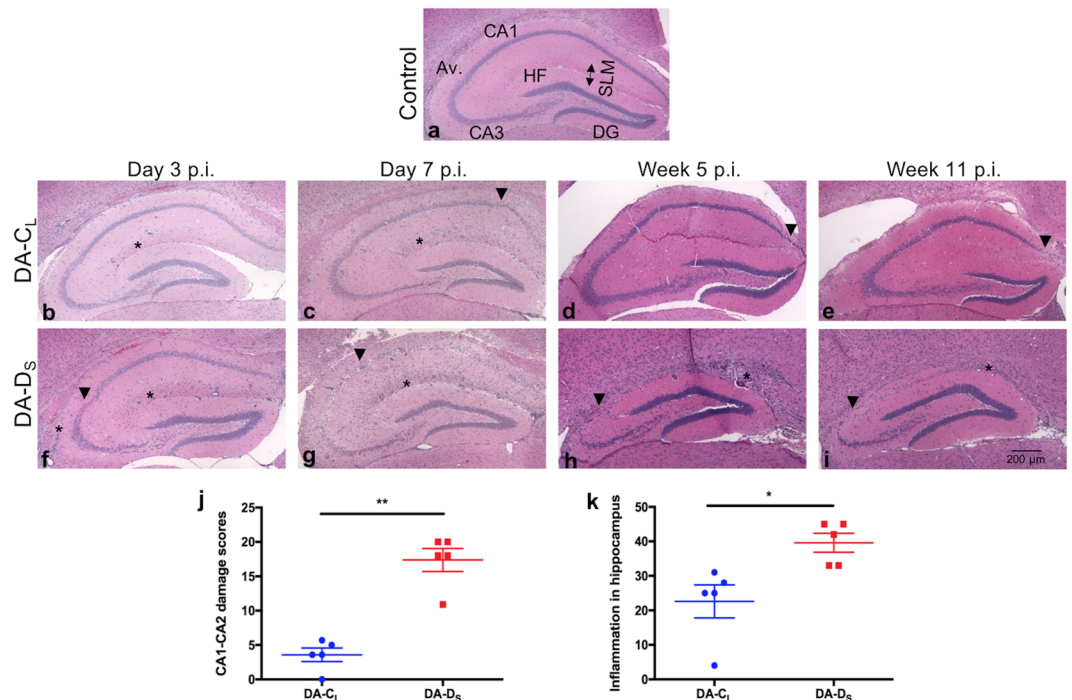 Control
CA1
Av.
HF
SLM
CA3
DG
a
Day 3 p.i.
Day 7 p.i.
Week 5 p.i.
Week 11 p.i.
DA-CL
*
*
b
c
d
e
DA-DS
*
*
*
*
*
f
g
h
i
200 µm
j
**
CA1-CA2 damage scores
25
20
15
10
5
0
DA-CL
DA-DS
k
*
Inflammation in hippocampus
50
40
30
20
10
0
DA-CL
DA-DS